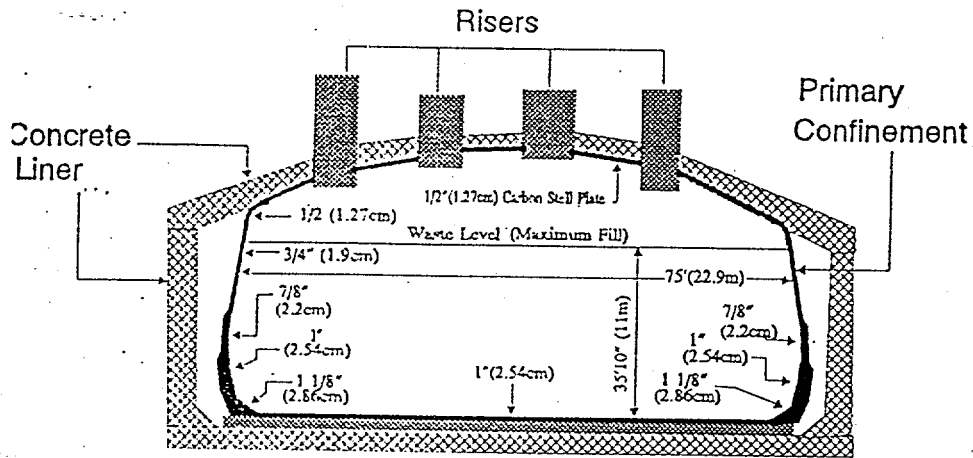 Risers
Primary
Confinement
Concrete
Liner
1/2" (1.27cm) Carbon Stell Plate
1/2 (1.27cm)
Waste Level (Maximum Fill)
3/4" (1.9cm)
75'(22.9m)
7/8"
(2.2cm)
7/8"
(2.2cm)
1"
(2.54cm)
1"
(2.54cm)
35'10" (11m)
1"(2.54cm)
1 1/8"
(2.86cm)
1 1/8"
(2.86cm)